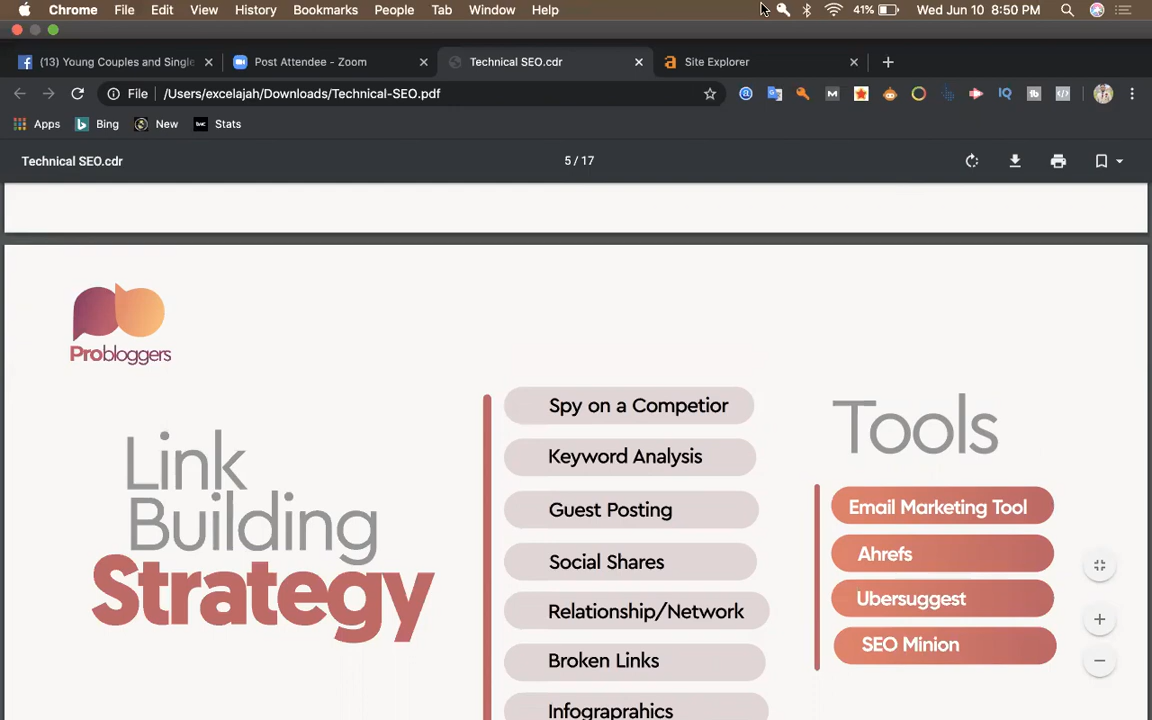 Chrome File Edit View History Bookmarks People Tab Window Help 41% Wed Jun 10 8:50 PM
(13) Young Couples and Single Post Attendee - Zoom Technical SEO.cdr Site Explorer
File /Users/excelajah/Downloads/Technical-SEO.pdf
Apps Bing New Stats
Technical SEO.cdr 5 / 17
Probloggers
Link
Building
Strategy
Spy on a Competior
Keyword Analysis
Guest Posting
Social Shares
Relationship/Network
Broken Links
Infograprahics
Tools
Email Marketing Tool
Ahrefs
Ubersuggest
SEO Minion